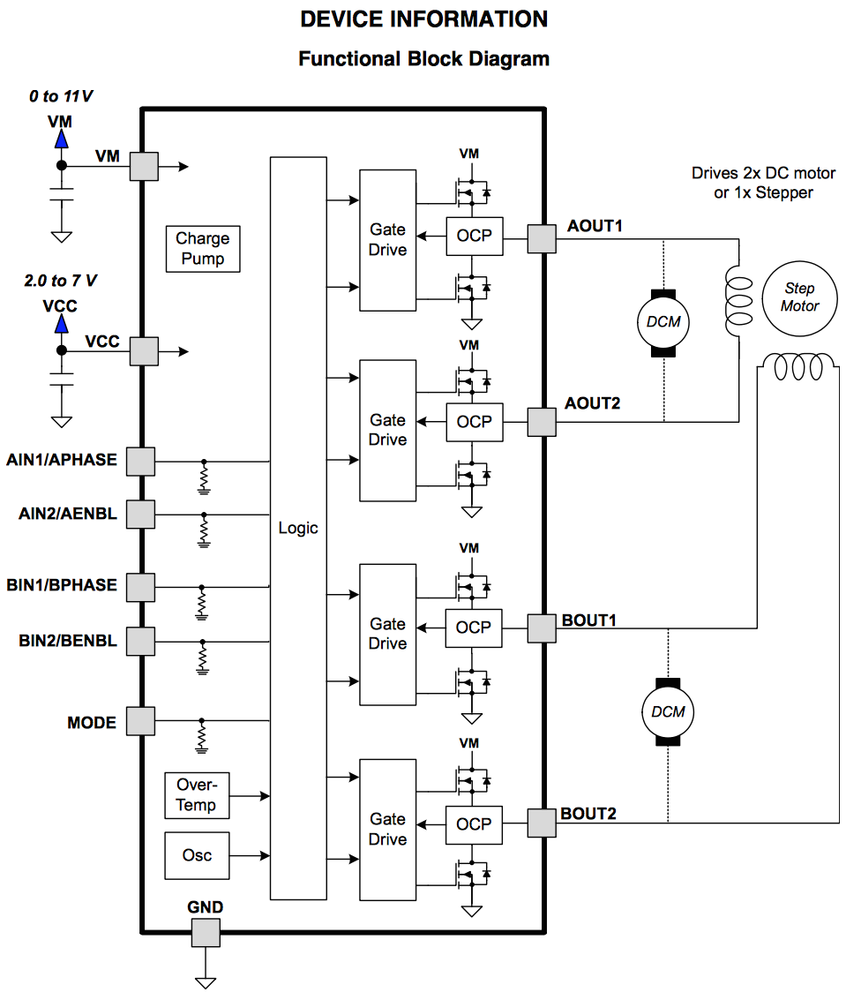 DEVICE INFORMATION
Functional Block Diagram
0 to 11V
VM
VM
Charge
Pump
2.0 to 7 V
VCC
VCC
AIN1/APHASE
AIN2/AENBL
BIN1/BPHASE
BIN2/BENBL
MODE
Over-
Temp
Osc
GND
Logic
VM
Gate
Drive
OCP
AOUT1
VM
Gate
Drive
OCP
AOUT2
VM
Gate
Drive
OCP
BOUT1
VM
Gate
Drive
OCP
BOUT2
Drives 2x DC motor
or 1x Stepper
DCM
Step
Motor
DCM